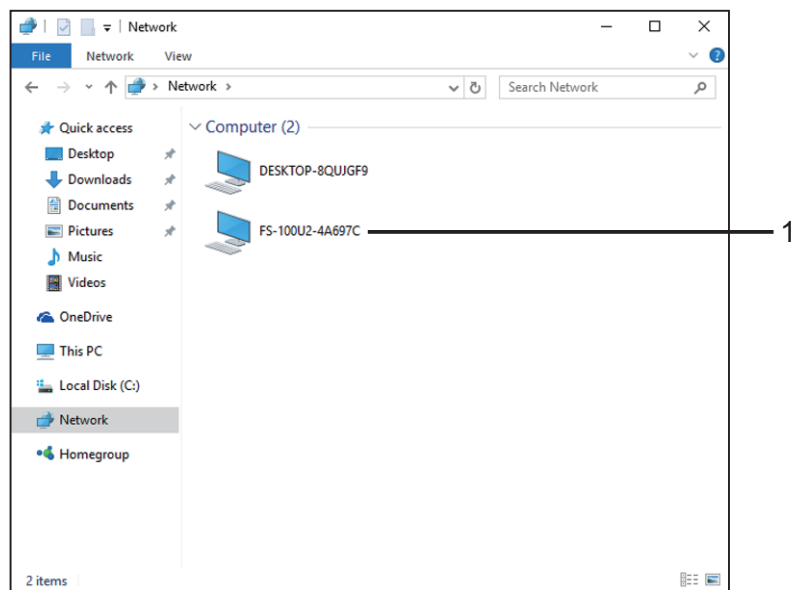 Network
File Network View
Network
Search Network
Quick access
Computer (2)
Desktop
DESKTOP-8QUJGF9
Downloads
Documents
Pictures
FS-100U2-4A697C
1
Music
Videos
OneDrive
This PC
Local Disk (C:)
Network
Homegroup
2 items